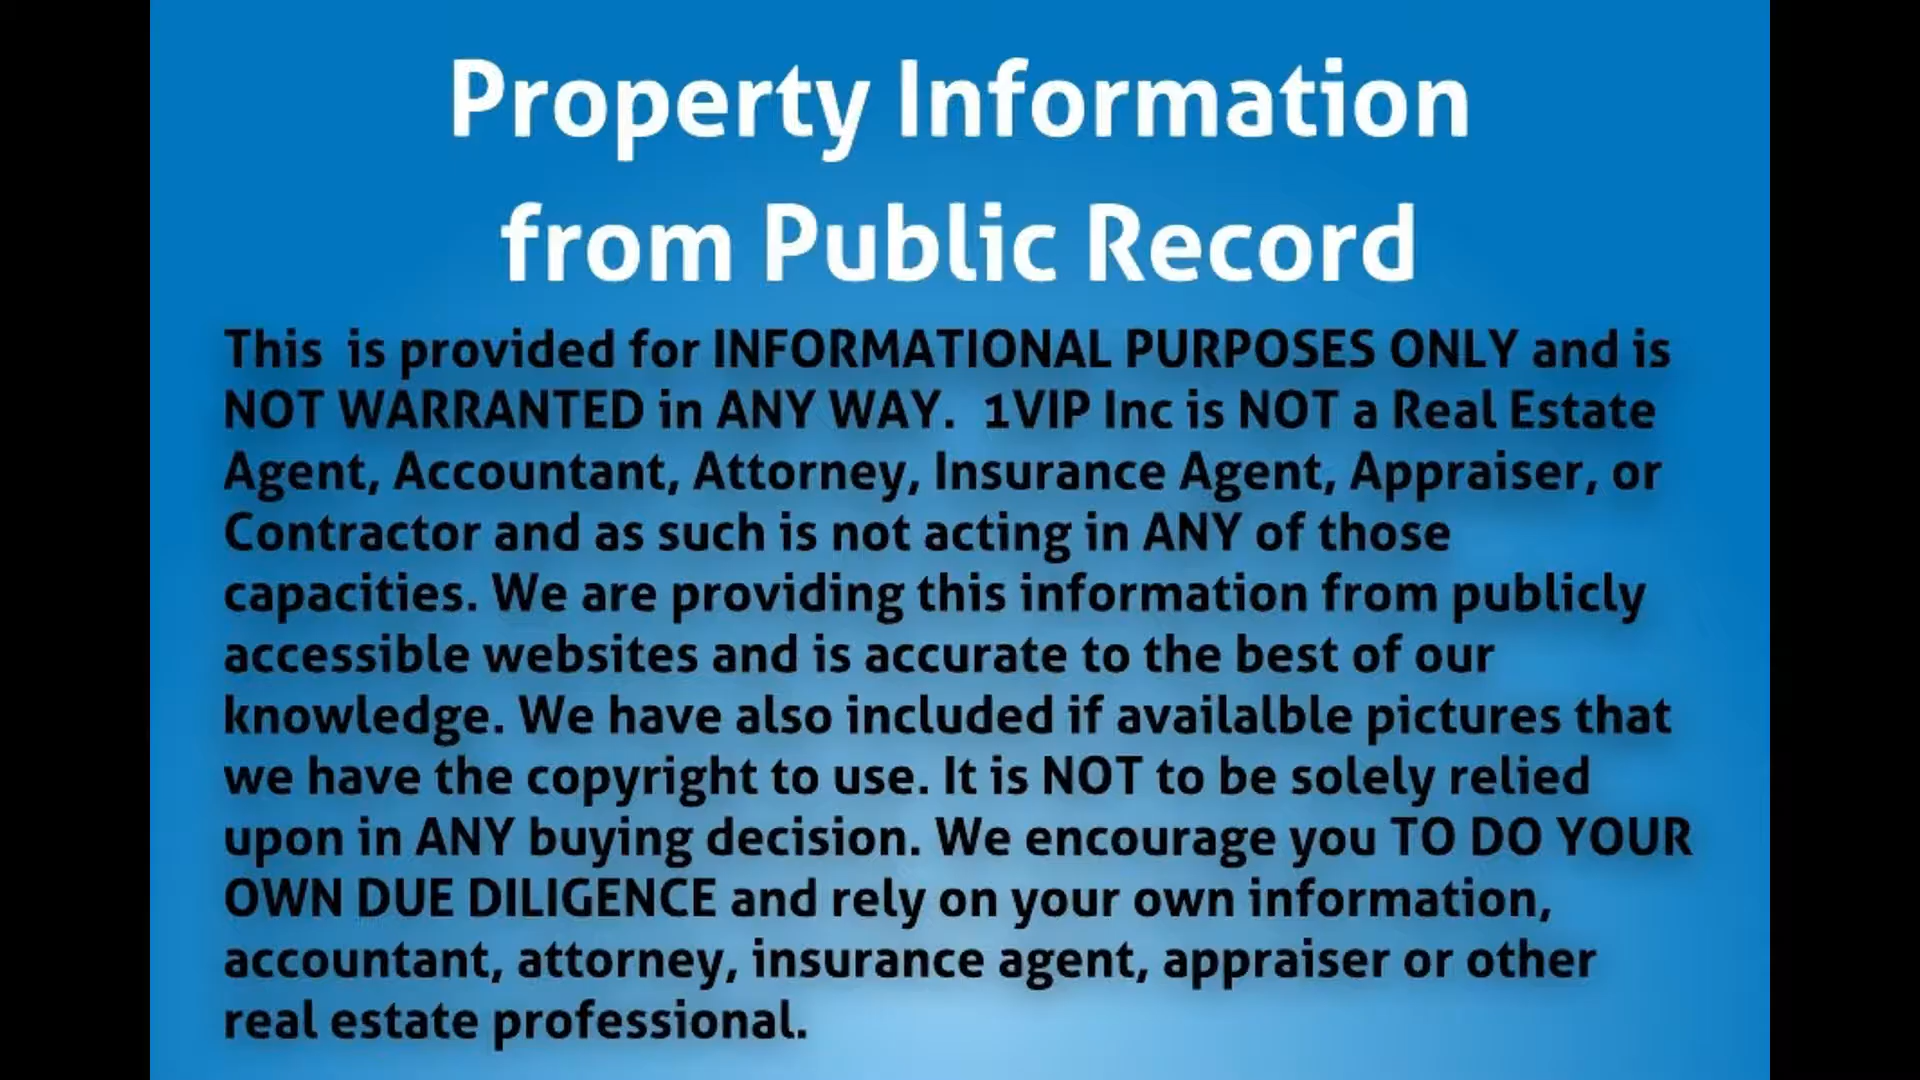 Property Information
from Public Record
This  is provided for INFORMATIONAL PURPOSES ONLY and is
NOT WARRANTED in ANY WAY.  1VIP Inc is NOT a Real Estate
Agent, Accountant, Attorney, Insurance Agent, Appraiser, or
Contractor and as such is not acting in ANY of those
capacities. We are providing this information from publicly
accessible websites and is accurate to the best of our
knowledge. We have also included if availalble pictures that
we have the copyright to use. It is NOT to be solely relied
upon in ANY buying decision. We encourage you TO DO YOUR
OWN DUE DILIGENCE and rely on your own information,
accountant, attorney, insurance agent, appraiser or other
real estate professional.